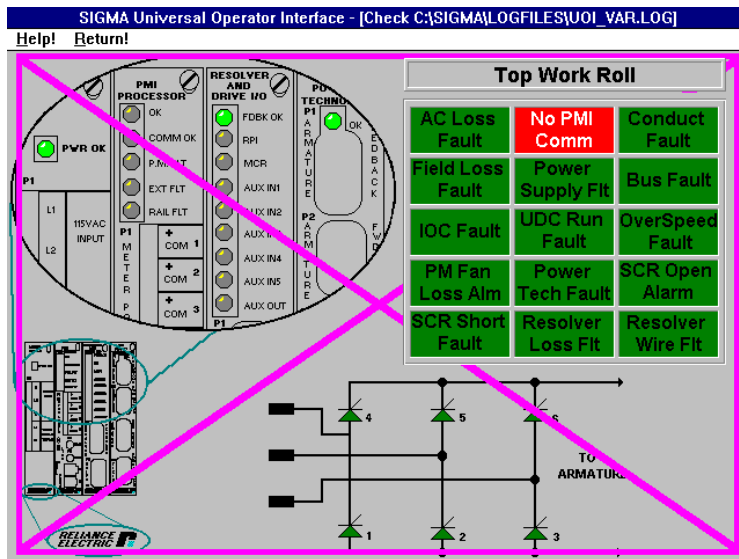 SIGMA Universal Operator Interface - [Check C:\SIGMA\LOGFILES\UOI_VAR.LOG]
Help! Return!
PWR OK
P1
L1
L2
115VAC
INPUT
PMI
PROCESSOR
OK
COMM OK
EXT FLT
RAIL FLT
P1
METER
+
COM 1
+
COM 2
+
COM 3
RESOLVER
AND
DRIVE I/O
FDBK OK
RPI
MCR
AUX IN1
AUX IN2
AUX IN4
AUX IN5
AUX OUT
P1
P1
ARMATURE
OK
P2
ARMATURE
Top Work Roll
AC Loss
Fault
No PMI
Comm
Conduct
Fault
Field Loss
Fault
Power
Supply Flt
Bus Fault
IOC Fault
UDC Run
Fault
OverSpeed
Fault
PM Fan
Loss Alm
Power
Tech Fault
SCR Open
Alarm
SCR Short
Fault
Resolver
Loss Flt
Resolver
Wire Flt
4
5
6
TO
ARMATURE
1
2
3
RELIANCE
ELECTRIC